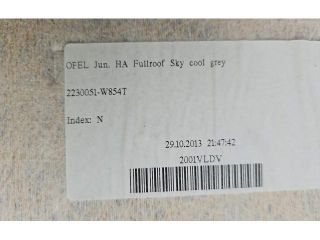 OPEL Jun. HA Fullroof Sky cool grey
2230051-W854T
Index: N
29.10.2013 21:47:42
2001VLDV